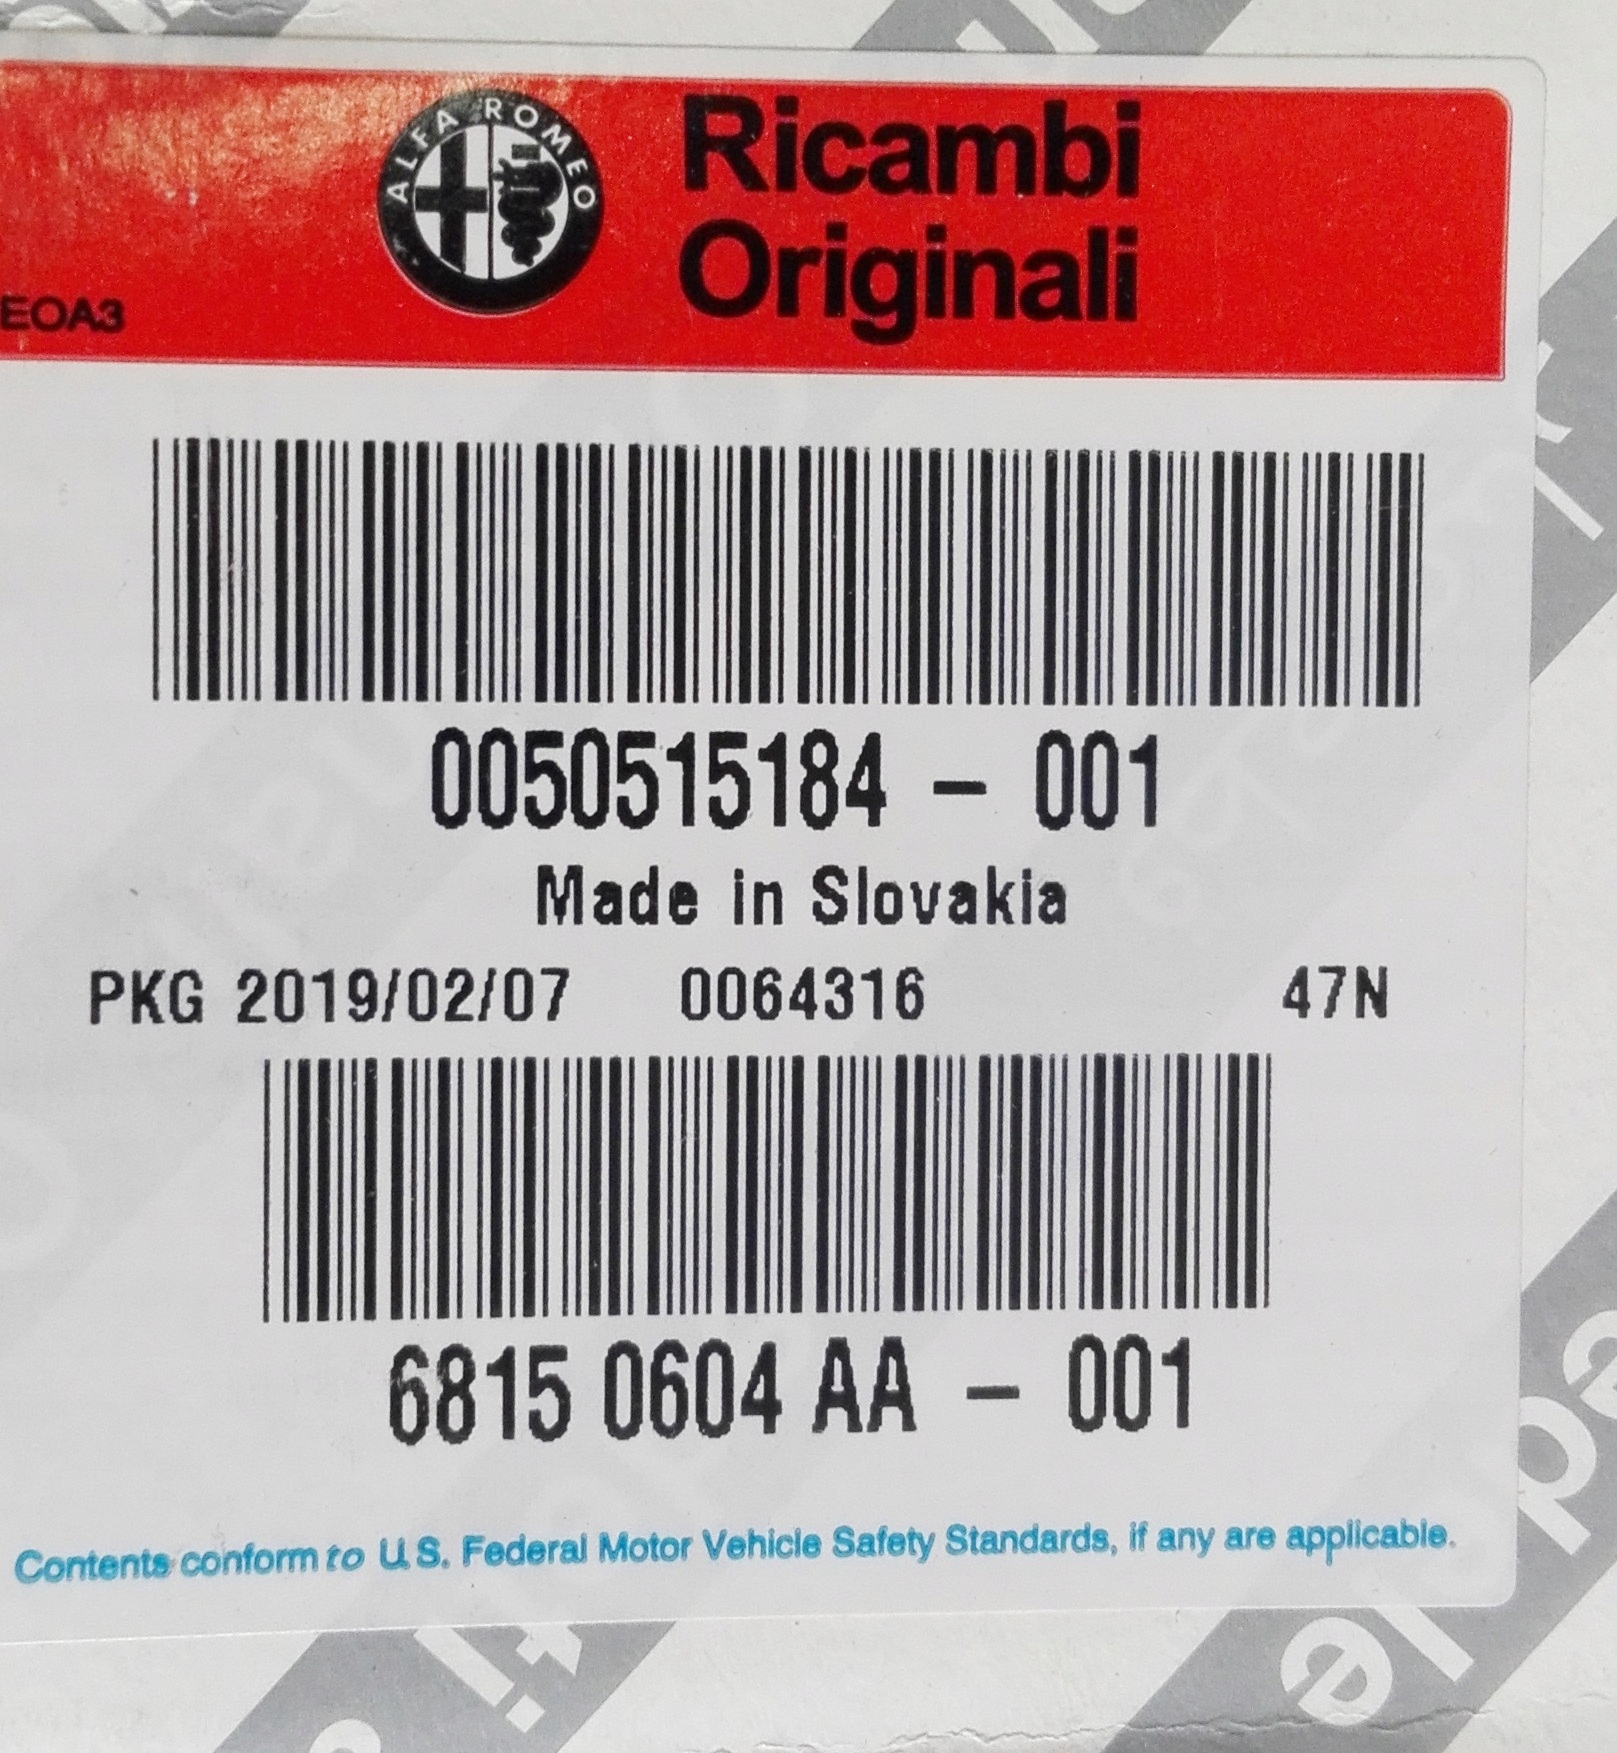 ALFA ROMEO
Ricambi
Originali
EOA3
0050515184 - 001
Made in Slovakia
PKG 2019/02/07 0064316 47N
6815 0604 AA - 001
Contents conform to U.S. Federal Motor Vehicle Safety Standards, if any are applicable.